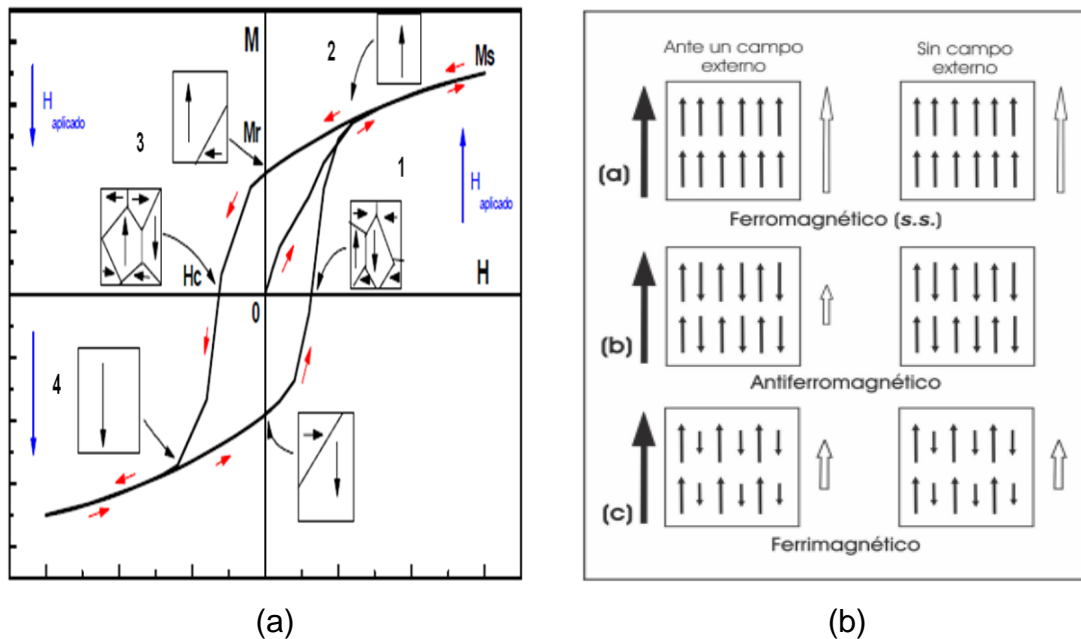 M
2
Ms
H
aplicado
3
Mr
1
H
aplicado
Hc
H
0
4
(a)
Ante un campo
externo
Sin campo
externo
(a)
Ferromagnético (s.s.)
(b)
Antiferromagnético
(c)
Ferrimagnético
(b)